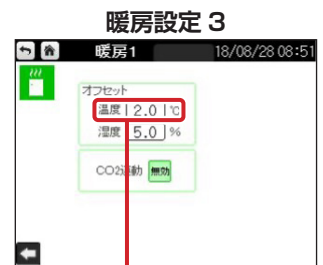 暖房設定 3
暖房1 18/08/28 08:51
オフセット
温度 2.0 ℃
湿度 5.0 %
CO2連動 無効